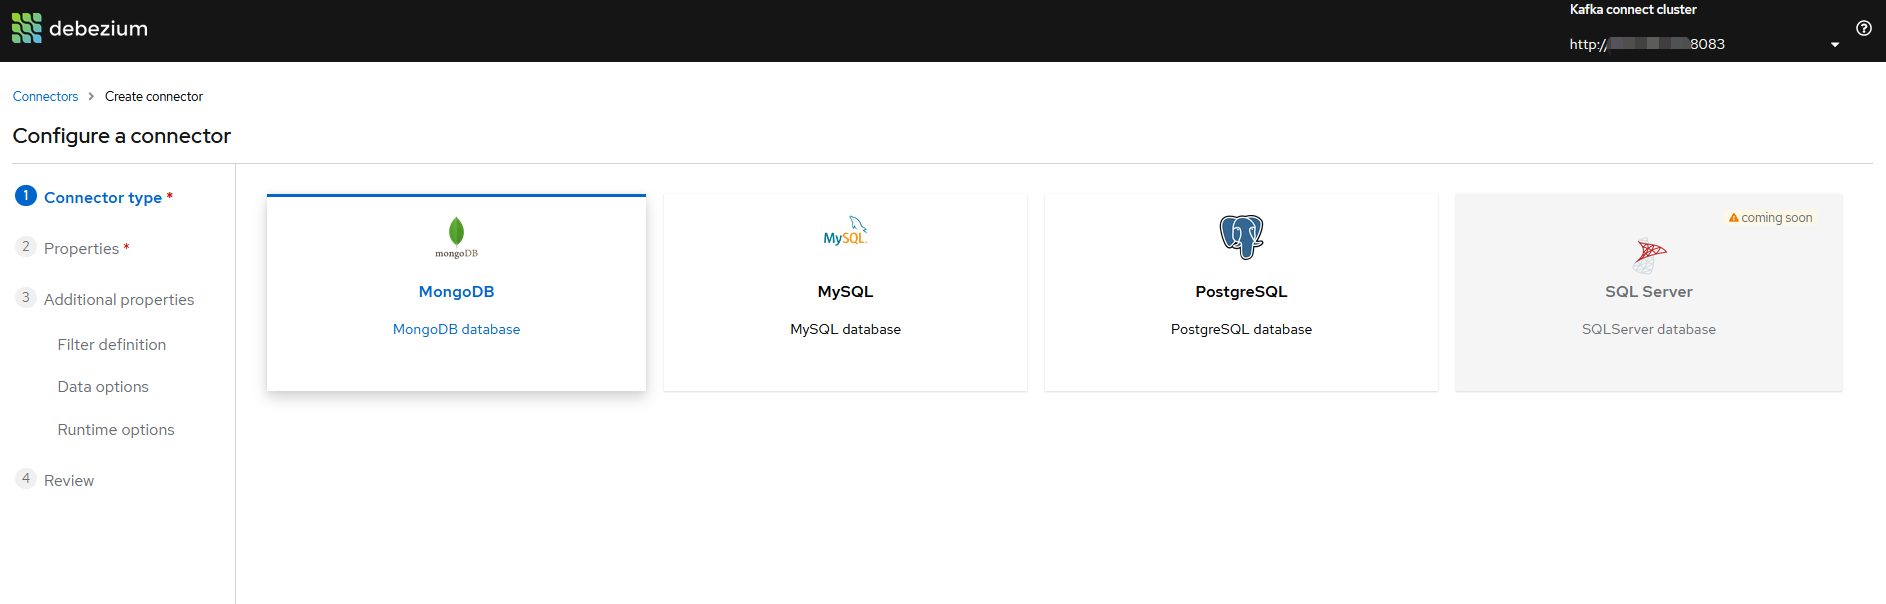 debezium
Kafka connect cluster
http:// 8083
Connectors > Create connector
Configure a connector
1 Connector type *
2 Properties *
3 Additional properties
Filter definition
Data options
Runtime options
4 Review
mongoDB
MongoDB
MongoDB database
MySQL
MySQL
MySQL database
PostgreSQL
PostgreSQL database
coming soon
SQL Server
SQLServer database